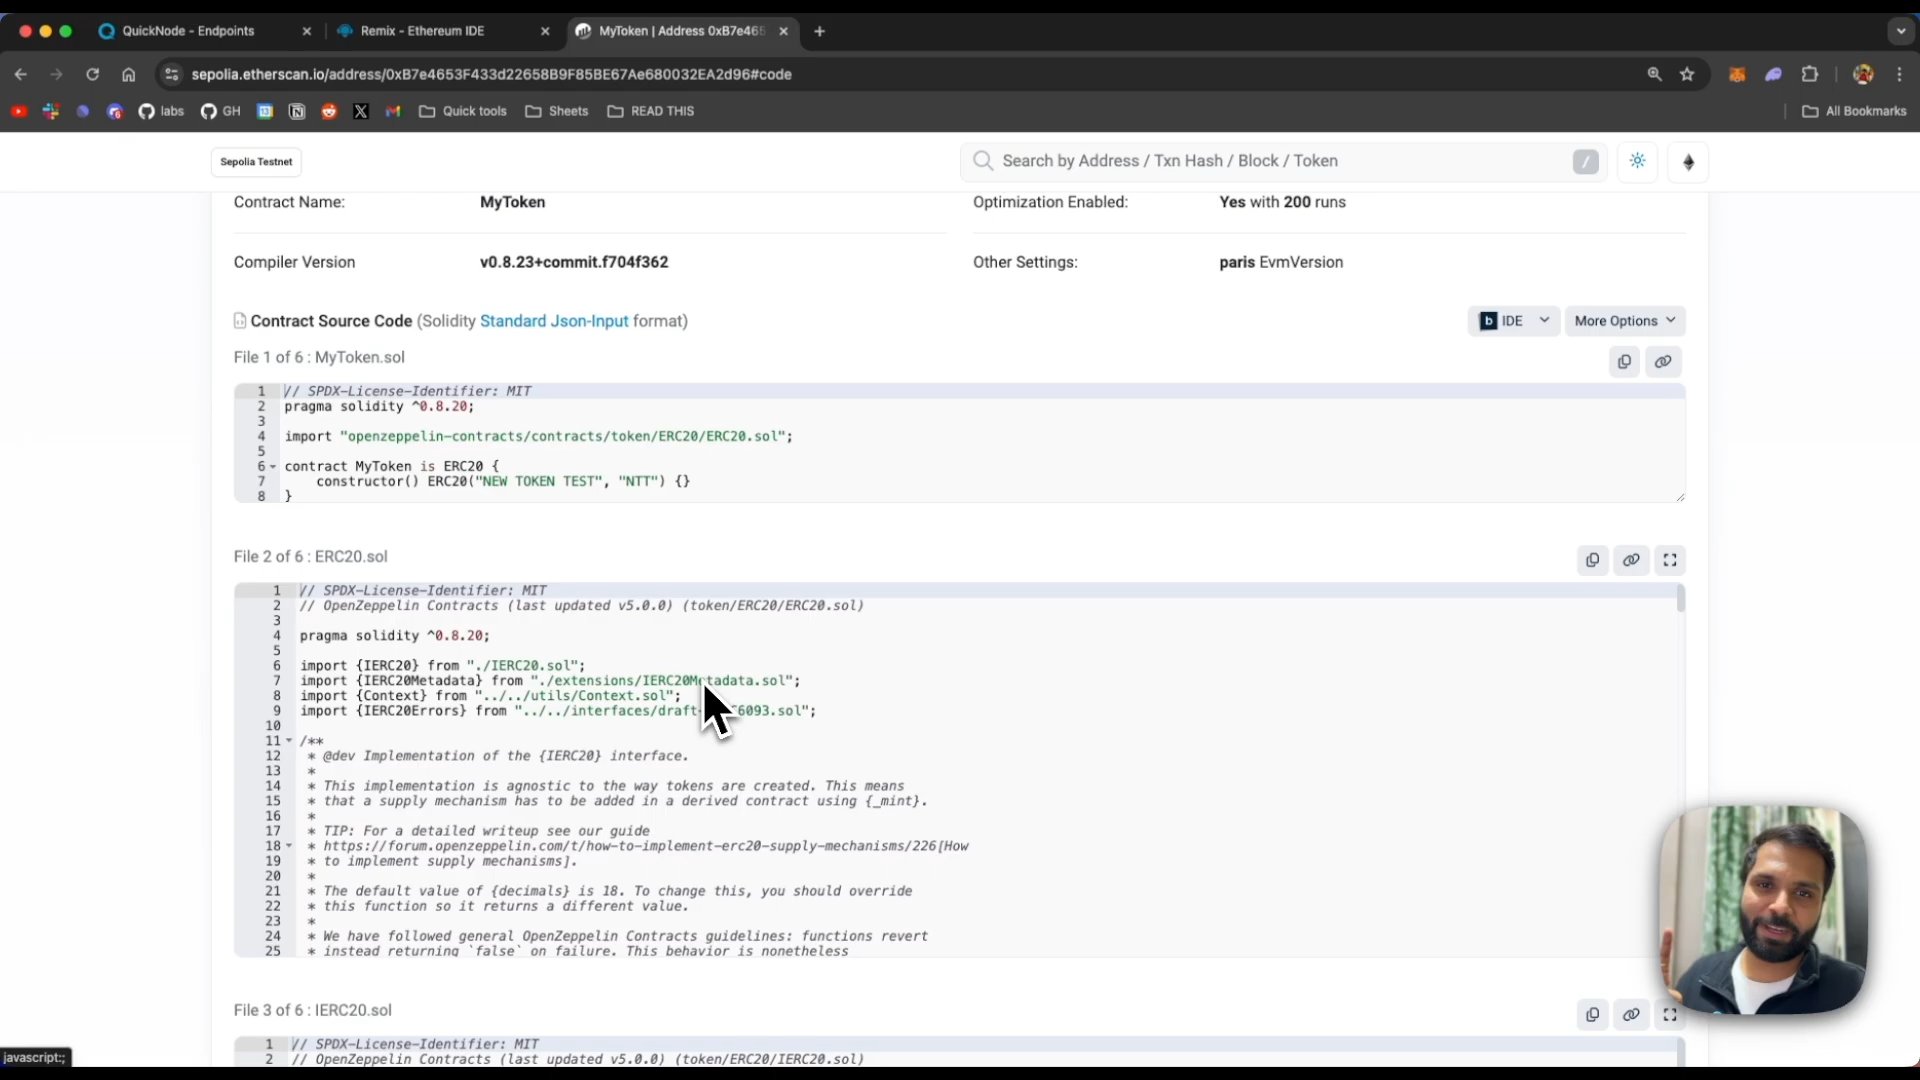 QuickNode - Endpoints
Remix - Ethereum IDE
MyToken | Address 0xB7e465
sepolia.etherscan.io/address/0xB7e4653F433d22658B9F85BE67Ae680032EA2d96#code
labs
GH
Quick tools
Sheets
READ THIS
All Bookmarks
Sepolia Testnet
Search by Address / Txn Hash / Block / Token
/
Contract Name:
MyToken
Optimization Enabled:
Yes with 200 runs
Compiler Version
v0.8.23+commit.f704f362
Other Settings:
paris EvmVersion
Contract Source Code (Solidity Standard Json-Input format)
IDE
More Options
File 1 of 6 : MyToken.sol
1 // SPDX-License-Identifier: MIT
2 pragma solidity ^0.8.20;
3
4 import "openzeppelin-contracts/contracts/token/ERC20/ERC20.sol";
5
6 contract MyToken is ERC20 {
7 constructor() ERC20("NEW TOKEN TEST", "NTT") {}
8 }
File 2 of 6 : ERC20.sol
1 // SPDX-License-Identifier: MIT
2 // OpenZeppelin Contracts (last updated v5.0.0) (token/ERC20/ERC20.sol)
3
4 pragma solidity ^0.8.20;
5
6 import {IERC20} from "./IERC20.sol";
7 import {IERC20Metadata} from "./extensions/IERC20Metadata.sol";
8 import {Context} from "../../utils/Context.sol";
9 import {IERC20Errors} from "../../interfaces/draft- 6093.sol";
10
11 /**
12 * @dev Implementation of the {IERC20} interface.
13 *
14 * This implementation is agnostic to the way tokens are created. This means
15 * that a supply mechanism has to be added in a derived contract using {_mint}.
16 *
17 * TIP: For a detailed writeup see our guide
18 * https://forum.openzeppelin.com/t/how-to-implement-erc20-supply-mechanisms/226[How
19 * to implement supply mechanisms].
20 *
21 * The default value of {decimals} is 18. To change this, you should override
22 * this function so it returns a different value.
23 *
24 * We have followed general OpenZeppelin Contracts guidelines: functions revert
25 * instead returning `false` on failure. This behavior is nonetheless
File 3 of 6 : IERC20.sol
1 // SPDX-License-Identifier: MIT
2 // OpenZeppelin Contracts (last updated v5.0.0) (token/ERC20/IERC20.sol)
javascript:;